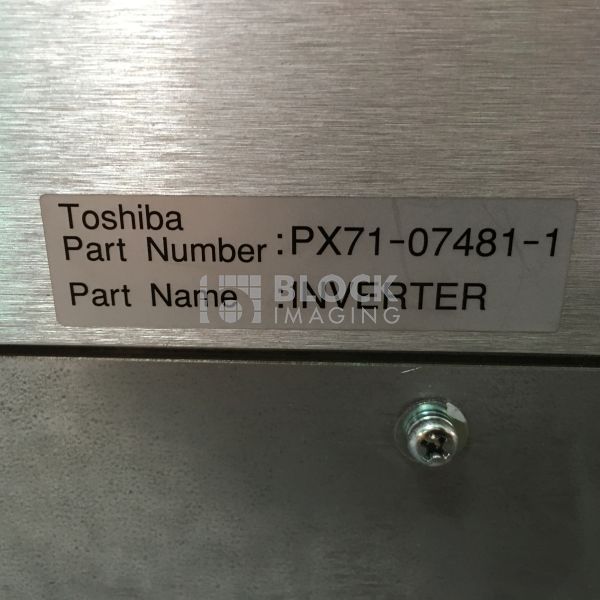 Toshiba
Part Number :PX71-07481-1
Part Name :INVERTER
BLOCK
IMAGING